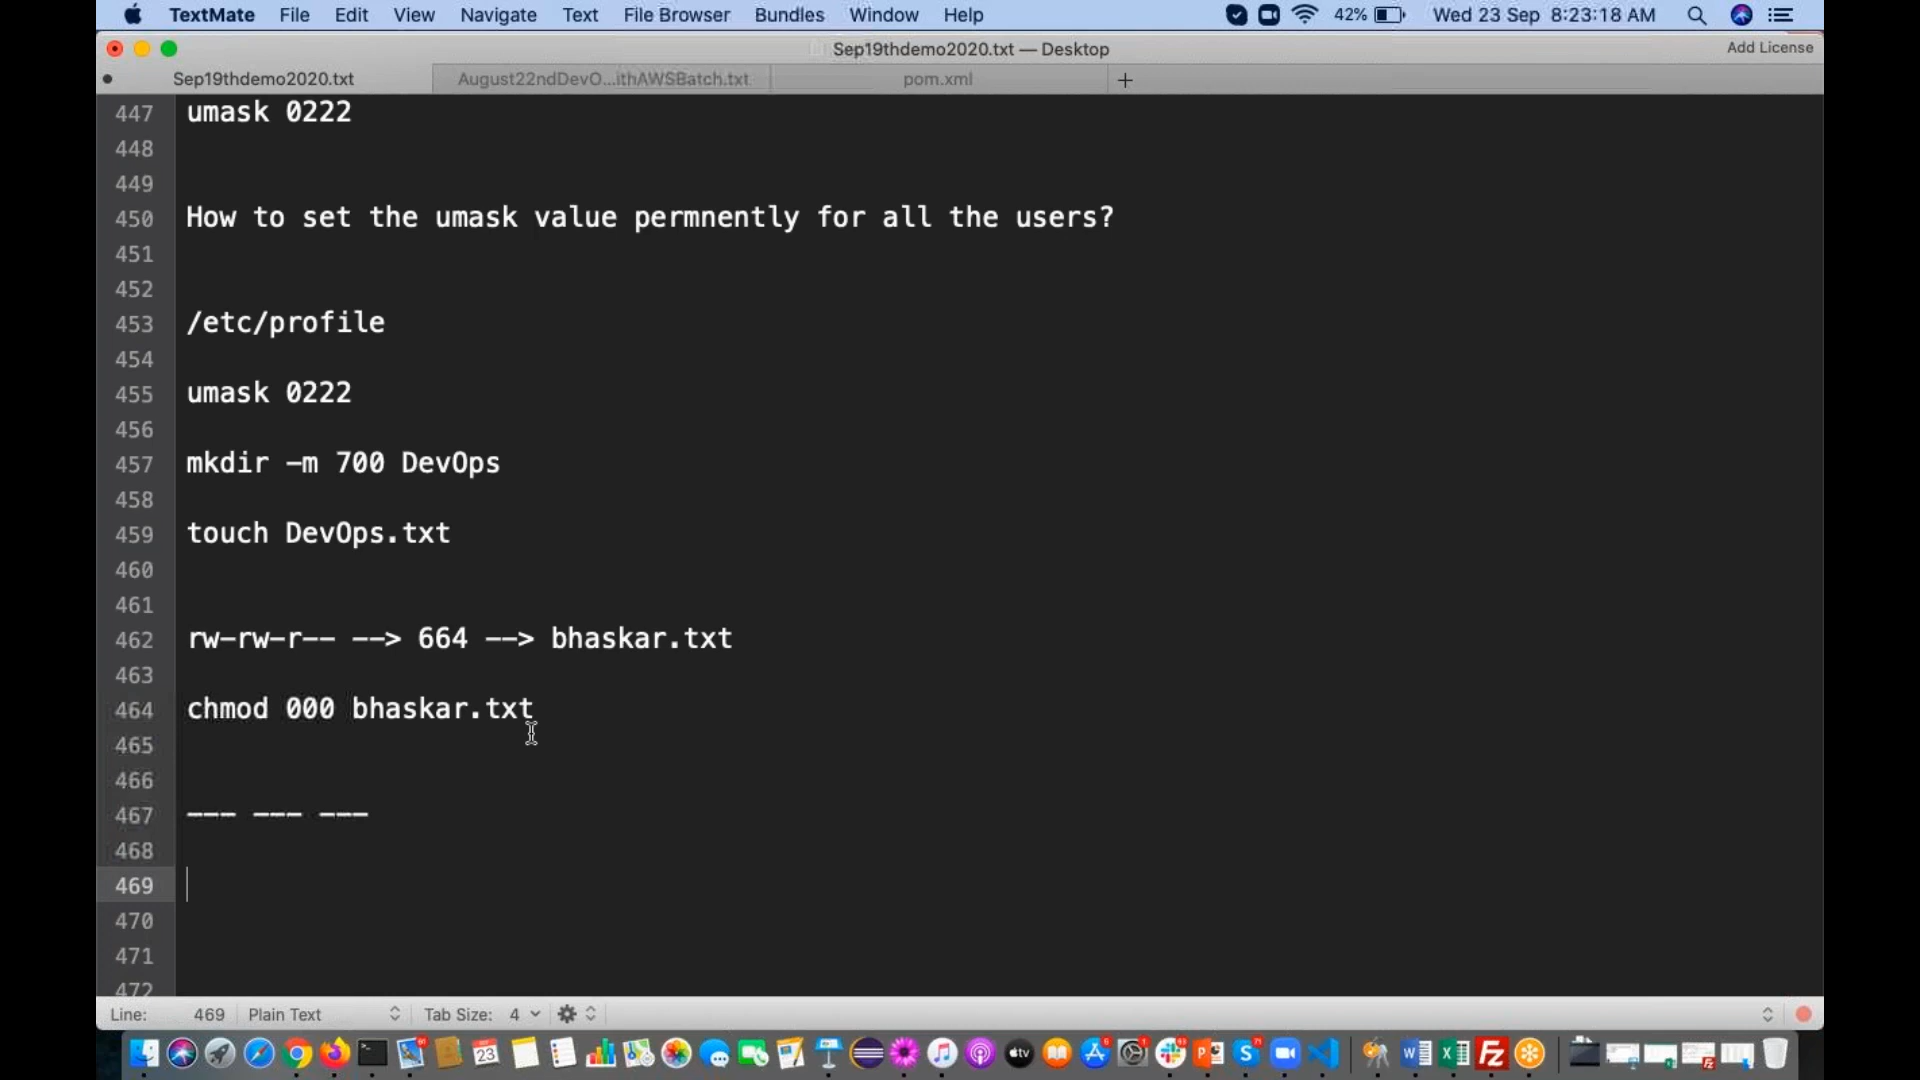 TextMate File Edit View Navigate Text File Browser Bundles Window Help 42% Wed 23 Sep 8:23:18 AM
Sep19thdemo2020.txt — Desktop Add License
Sep19thdemo2020.txt August22ndDevO...ithAWSBatch.txt pom.xml +
447 umask 0222
448
449
450 How to set the umask value permnently for all the users?
451
452
453 /etc/profile
454
455 umask 0222
456
457 mkdir -m 700 DevOps
458
459 touch DevOps.txt
460
461
462 rw-rw-r-- --> 664 --> bhaskar.txt
463
464 chmod 000 bhaskar.txt
465
466
467 --- --- ---
468
469
470
471
472
Line: 469 Plain Text Tab Size: 4
23 tv